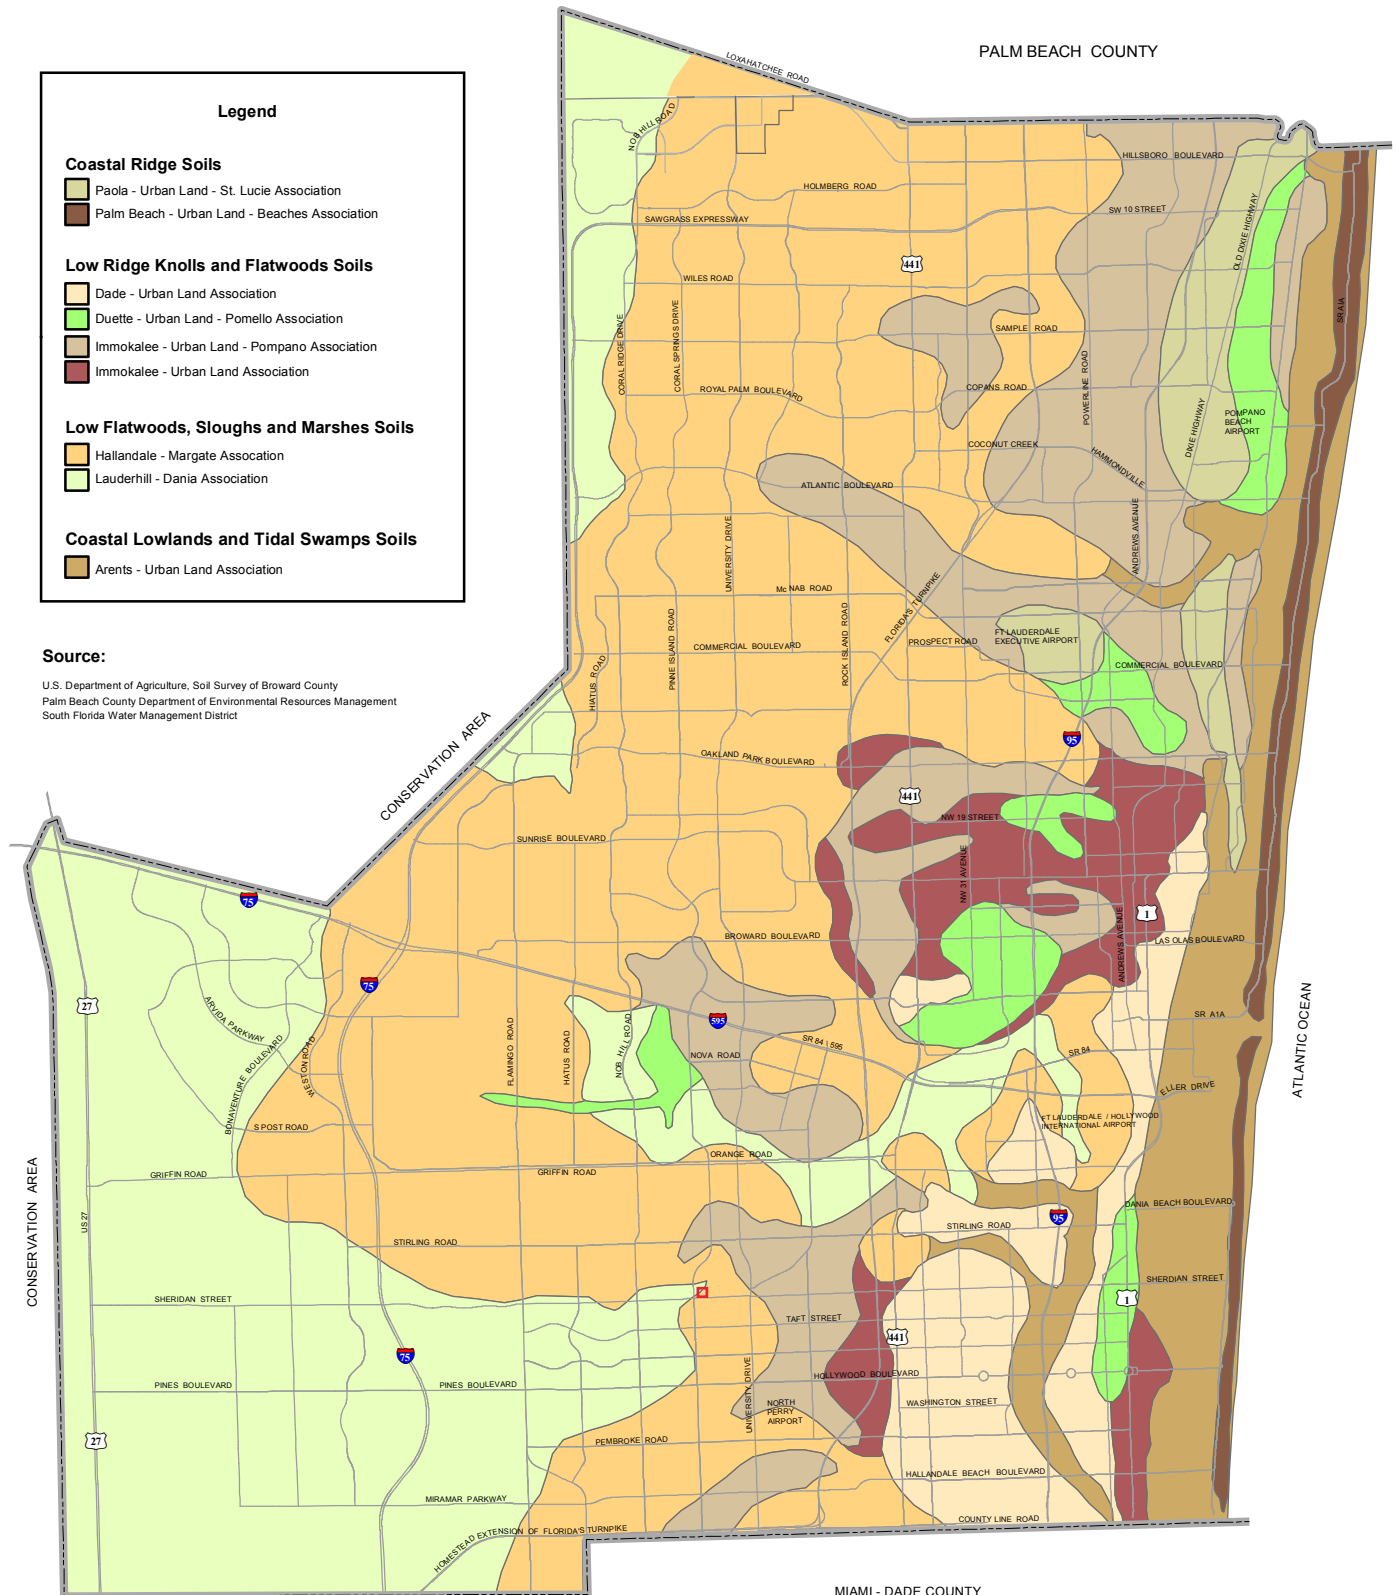 PALM BEACH COUNTY
LOXAHATCHEE ROAD
Legend
Coastal Ridge Soils
Paola - Urban Land - St. Lucie Association
Palm Beach - Urban Land - Beaches Association
Low Ridge Knolls and Flatwoods Soils
Dade - Urban Land Association
Duette - Urban Land - Pomello Association
Immokalee - Urban Land - Pompano Association
Immokalee - Urban Land Association
Low Flatwoods, Sloughs and Marshes Soils
Hallandale - Margate Assocation
Lauderhill - Dania Association
Coastal Lowlands and Tidal Swamps Soils
Arents - Urban Land Association
Source:
U.S. Department of Agriculture, Soil Survey of Broward County
Palm Beach County Department of Environmental Resources Management
South Florida Water Management District
NOB HILL ROAD
HILLSBORO BOULEVARD
HOLMBERG ROAD
SAWGRASS EXPRESSWAY
SW 10 STREET
OLD DIXIE HIGHWAY
441
WILES ROAD
SR AIA
CORAL RIDGE DRIVE
CORAL SPRINGS DRIVE
SAMPLE ROAD
POWERLINE ROAD
ROYAL PALM BOULEVARD
COPANS ROAD
DIXIE HIGHWAY
POMPANO
BEACH
AIRPORT
COCONUT CREEK
HAMMONDVILLE
ATLANTIC BOULEVARD
UNIVERSITY DRIVE
ANDREWS AVENUE
Mc NAB ROAD
FLORIDA'S TURNPIKE
PINNE ISLAND ROAD
ROCK ISLAND ROAD
COMMERCIAL BOULEVARD
PROSPECT ROAD
FT LAUDERDALE
EXECUTIVE AIRPORT
COMMERCIAL BOULEVARD
HIATUS ROAD
CONSERVATION AREA
95
OAKLAND PARK BOULEVARD
441
NW 19 STREET
SUNRISE BOULEVARD
NW 31 AVENUE
75
1
ANDREWS AVENUE
BROWARD BOULEVARD
LAS OLAS BOULEVARD
75
27
ARVIDA PARKWAY
BONAVENTURE BOULEVARD
WESTON ROAD
FLAMINGO ROAD
HATUS ROAD
NOB HILL ROAD
595
SR A1A
ATLANTIC OCEAN
NOVA ROAD
SR 84 \ 595
SR 84
ELLER DRIVE
FT LAUDERDALE / HOLLYWOOD
INTERNATIONAL AIRPORT
S POST ROAD
ORANGE ROAD
GRIFFIN ROAD
GRIFFIN ROAD
CONSERVATION AREA
US 27
DANIA BEACH BOULEVARD
95
STIRLING ROAD
STIRLING ROAD
SHERDIAN STREET
SHERIDAN STREET
1
TAFT STREET
441
75
HOLLYWOOD BOULEVARD
PINES BOULEVARD
PINES BOULEVARD
UNIVERSITY DRIVE
NORTH
PERRY
AIRPORT
WASHINGTON STREET
27
PEMBROKE ROAD
HALLANDALE BEACH BOULEVARD
MIRAMAR PARKWAY
COUNTY LINE ROAD
HOMESTEAD EXTENSION OF FLORIDA'S TURNPIKE
MIAMI - DADE COUNTY